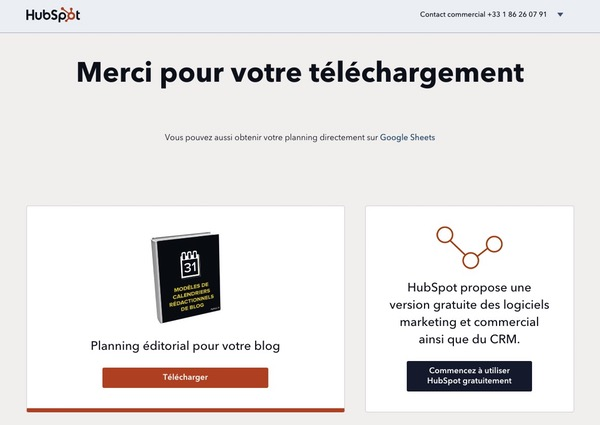 HubSpot
Contact commercial +33 1 86 26 07 91
Merci pour votre téléchargement
Vous pouvez aussi obtenir votre planning directement sur Google Sheets
31
MODÈLES DE
CALENDRIERS
RÉDACTIONNELS
DE BLOG
Planning éditorial pour votre blog
Télécharger
HubSpot propose une
version gratuite des logiciels
marketing et commercial
ainsi que du CRM.
Commencez à utiliser
HubSpot gratuitement